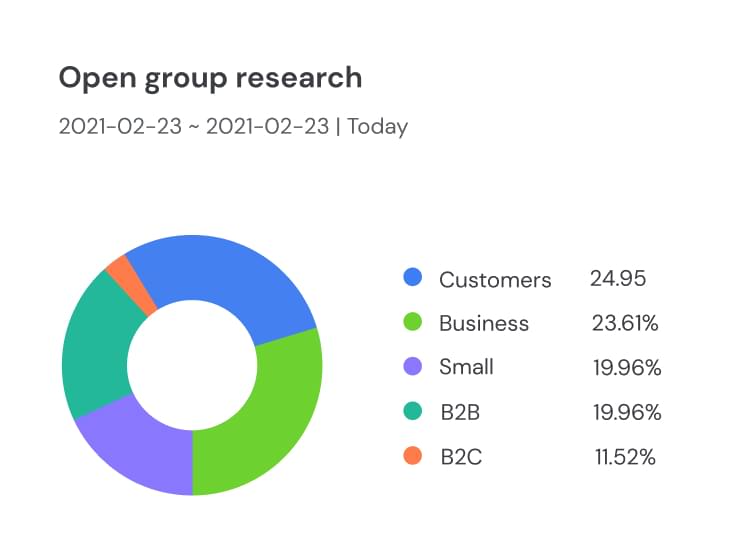 Open group research
2021-02-23 ~ 2021-02-23 | Today
Customers 24.95
Business 23.61%
Small 19.96%
B2B 19.96%
B2C 11.52%